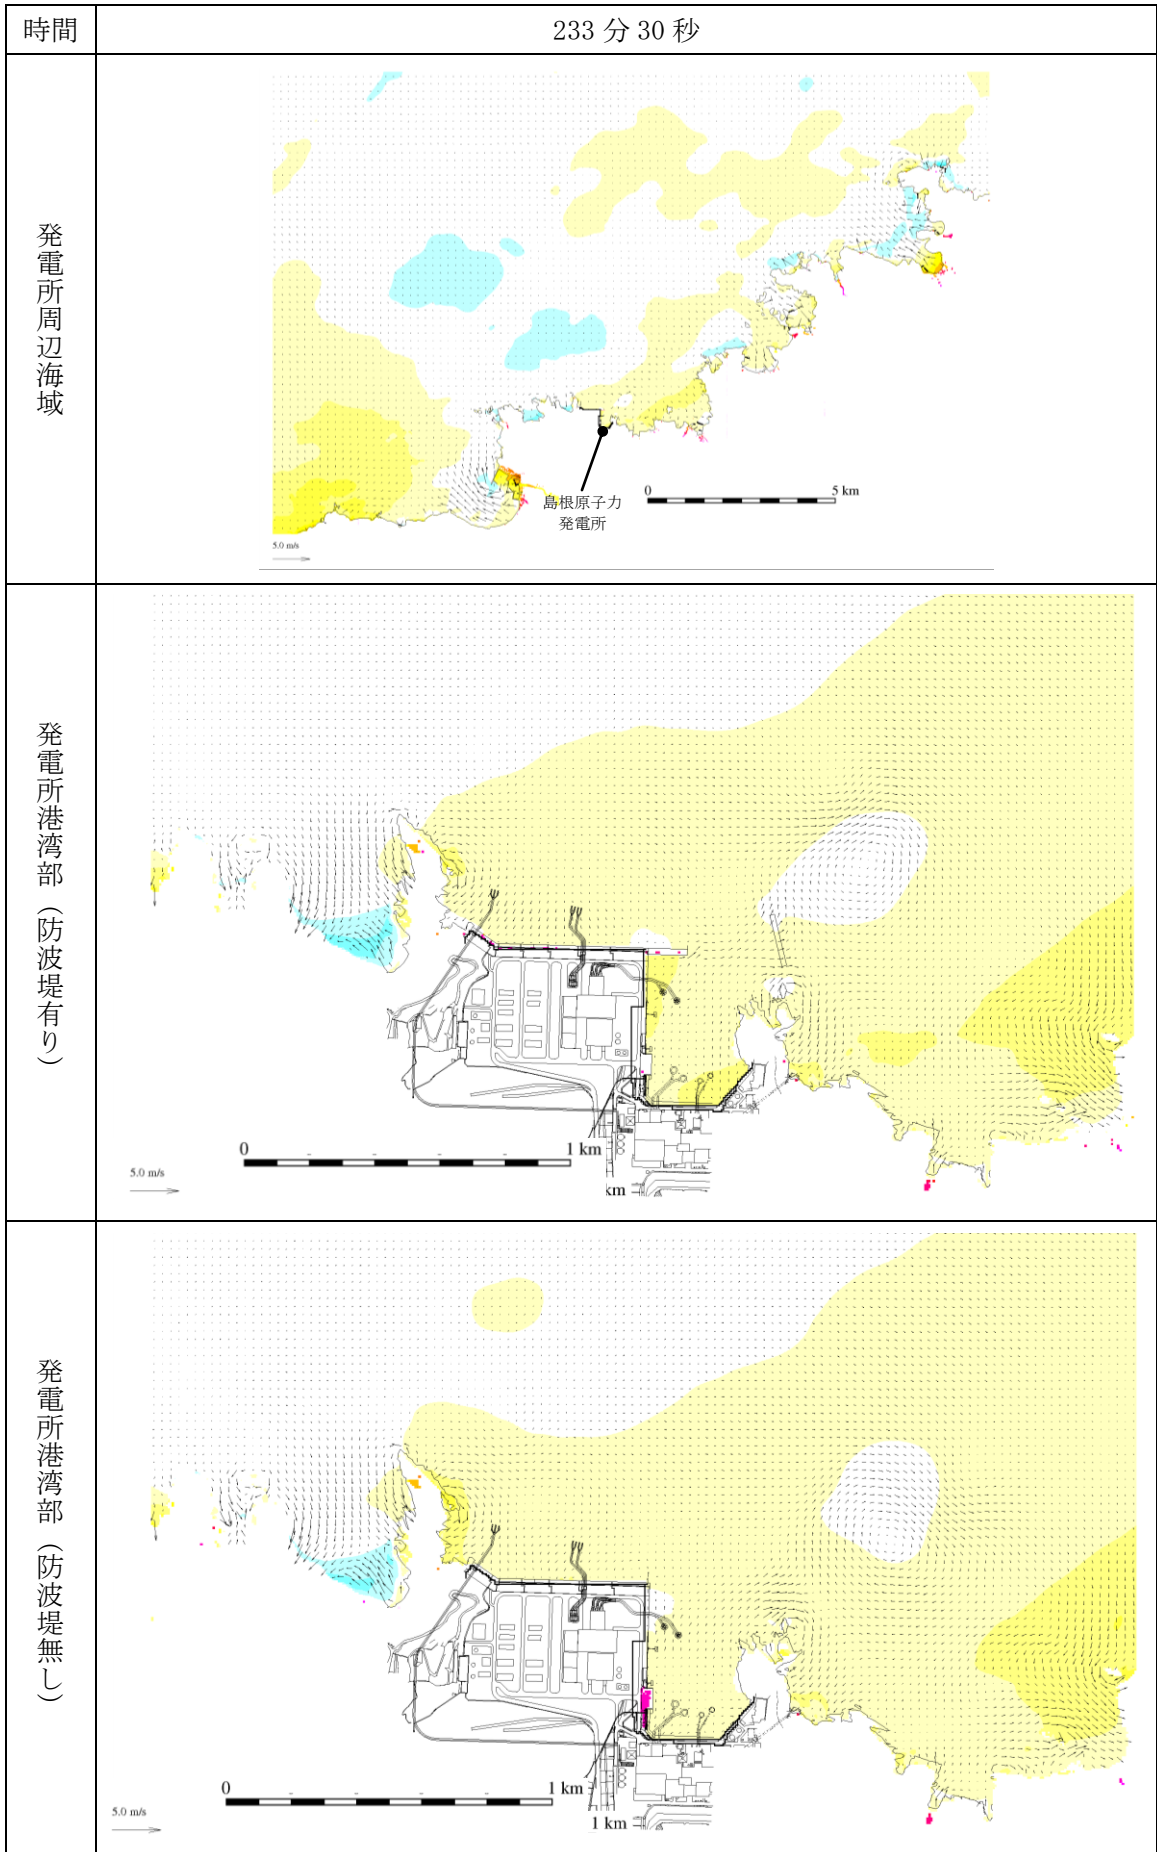 時間
233 分 30 秒
発電所周辺海域
島根原子力
発電所
0
5 km
5.0 m/s
発電所港湾部（防波堤有り）
0
1 km
5.0 m/s
km
発電所港湾部（防波堤無し）
0
1 km
5.0 m/s
1 km